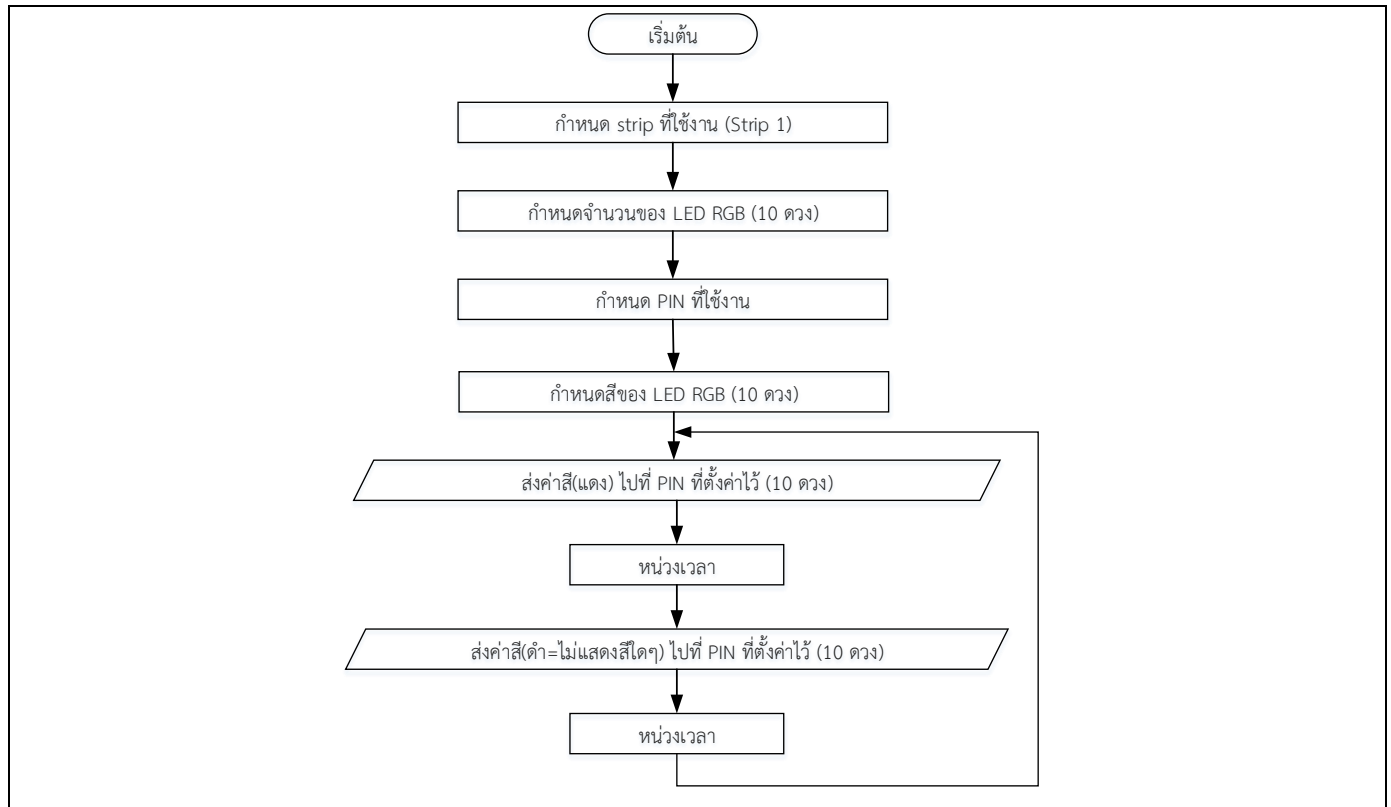 เริ่มต้น
กำหนด strip ที่ใช้งาน (Strip 1)
กำหนดจำนวนของ LED RGB (10 ดวง)
กำหนด PIN ที่ใช้งาน
กำหนดสีของ LED RGB (10 ดวง)
ส่งค่าสี(แดง) ไปที่ PIN ที่ตั้งค่าไว้ (10 ดวง)
หน่วงเวลา
ส่งค่าสี(ดำ=ไม่แสดงสีใดๆ) ไปที่ PIN ที่ตั้งค่าไว้ (10 ดวง)
หน่วงเวลา